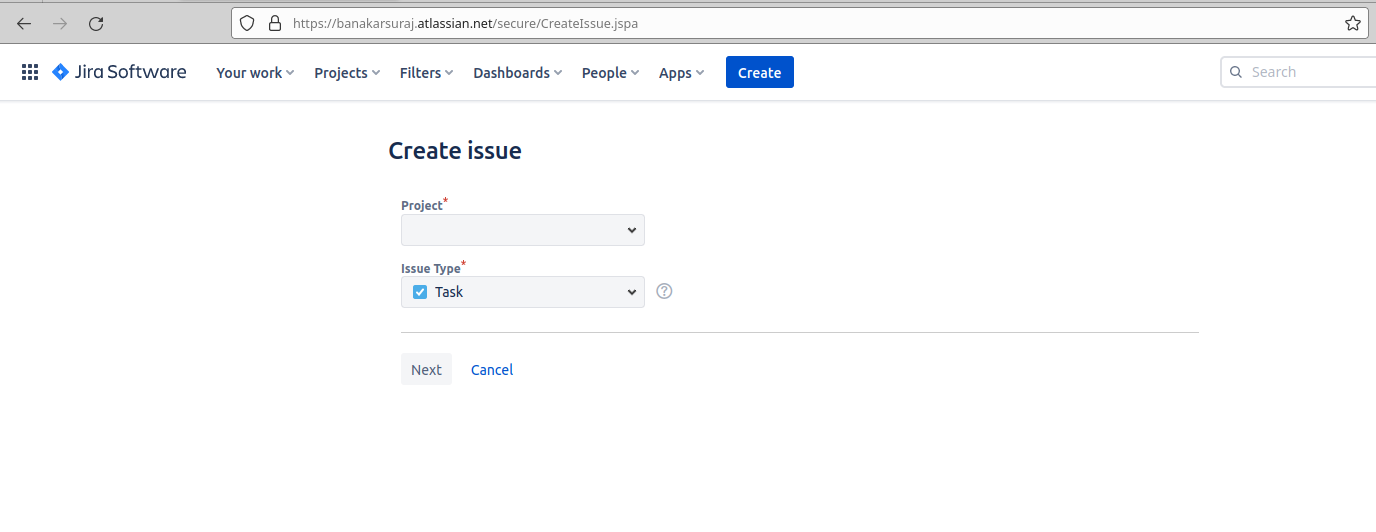 https://banakarsuraj.atlassian.net/secure/CreateIssue.jspa
Jira Software Your work Projects Filters Dashboards People Apps Create Search
Create issue
Project*
Issue Type*
Task
Next Cancel